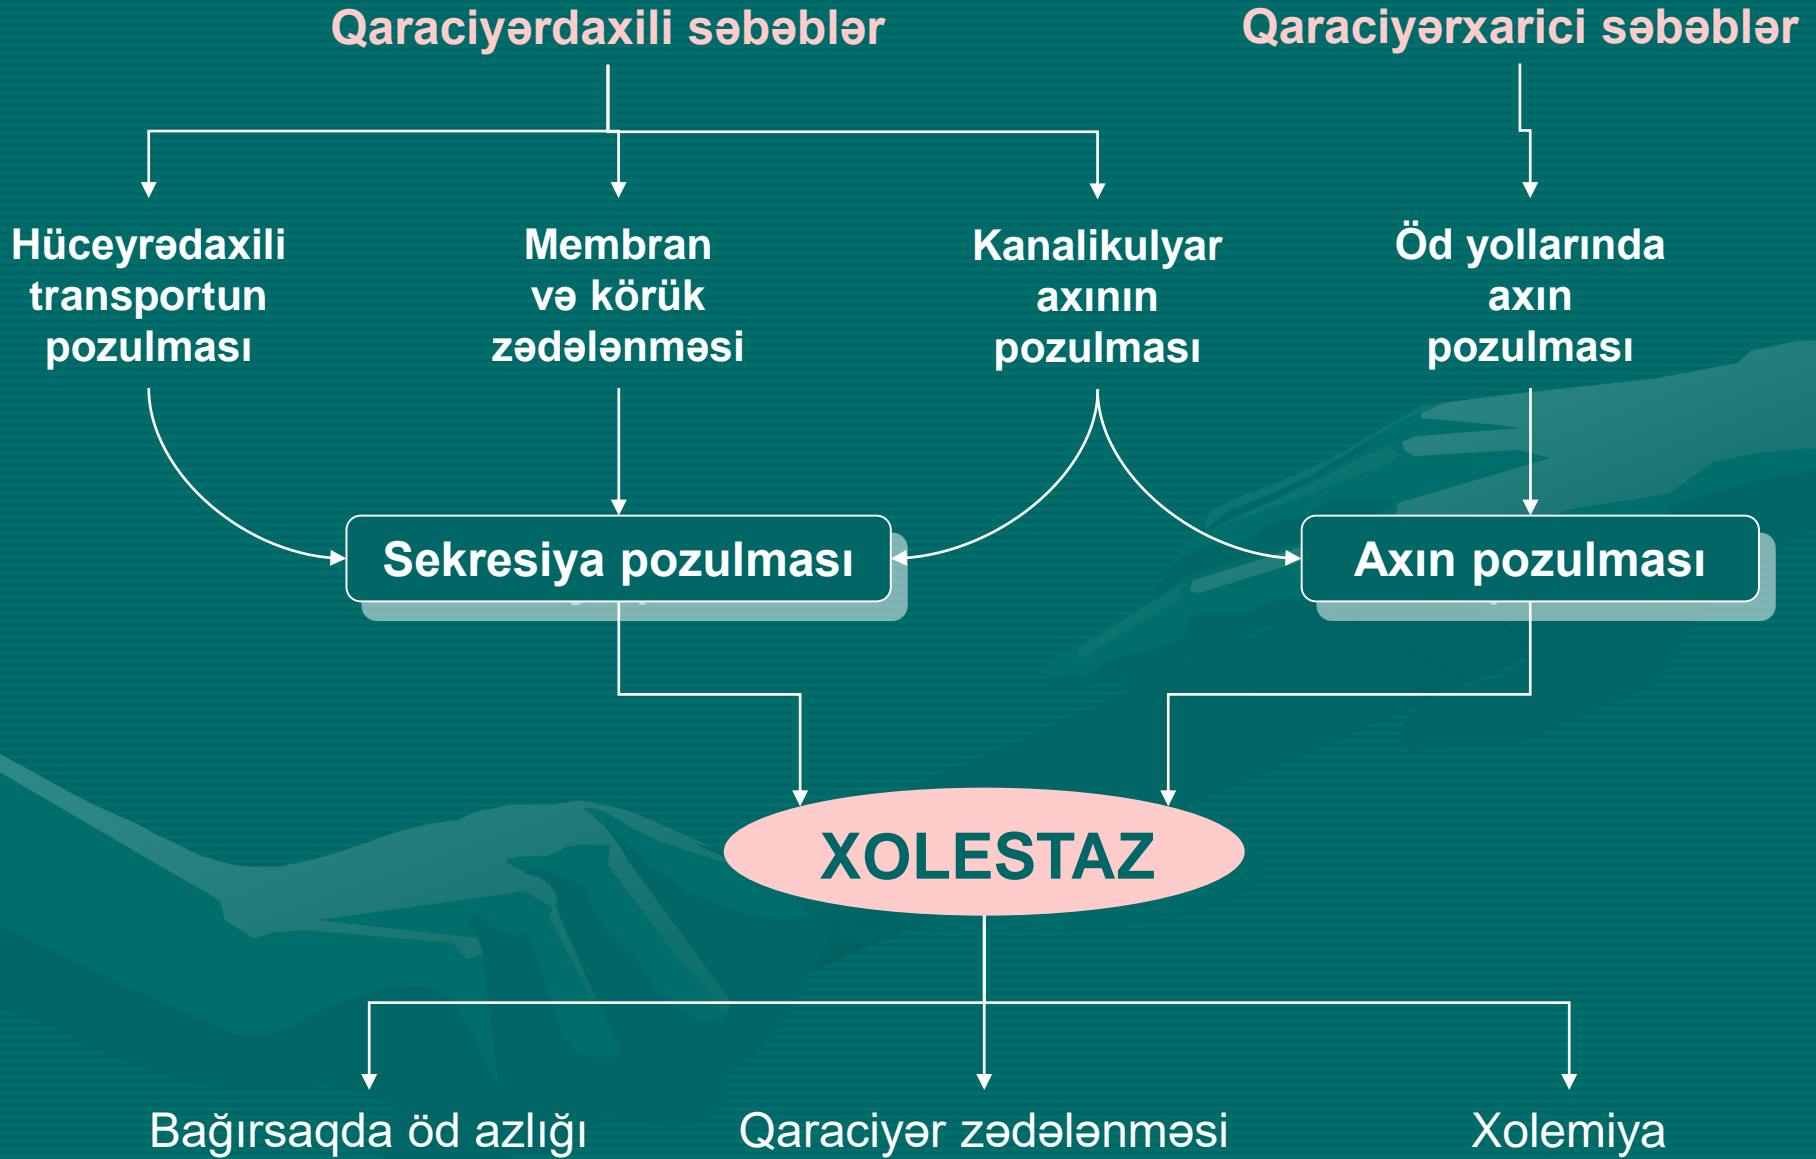 Qaraciyərdaxili səbəblər
Qaraciyərxarici səbəblər
Hüceyrədaxili
transportun
pozulması
Membran
və körük
zədələnməsi
Kanalikulyar
axının
pozulması
Öd yollarında
axın
pozulması
Sekresiya pozulması
Axın pozulması
XOLESTAZ
Bağırsaqda öd azlığı
Qaraciyər zədələnməsi
Xolemiya